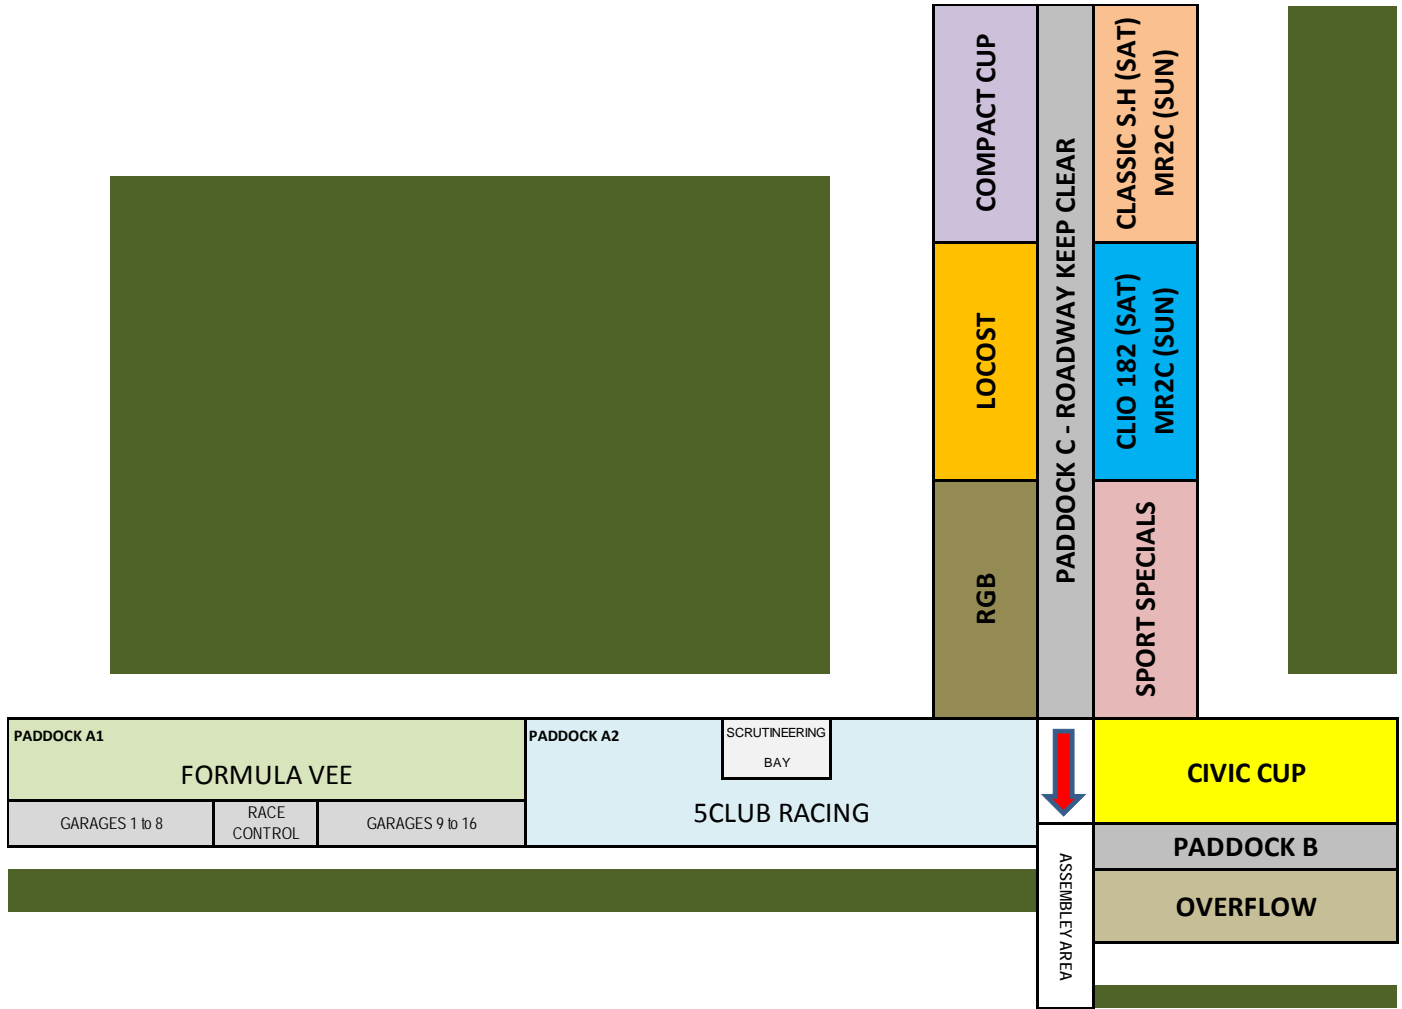 COMPACT CUP
PADDOCK C - ROADWAY KEEP CLEAR
CLASSIC S.H (SAT)
MR2C (SUN)
LOCOST
CLIO 182 (SAT)
MR2C (SUN)
RGB
SPORT SPECIALS
PADDOCK A1
FORMULA VEE
GARAGES 1 to 8
RACE
CONTROL
GARAGES 9 to 16
PADDOCK A2
SCRUTINEERING
BAY
5CLUB RACING
CIVIC CUP
PADDOCK B
OVERFLOW
ASSEMBLEY AREA